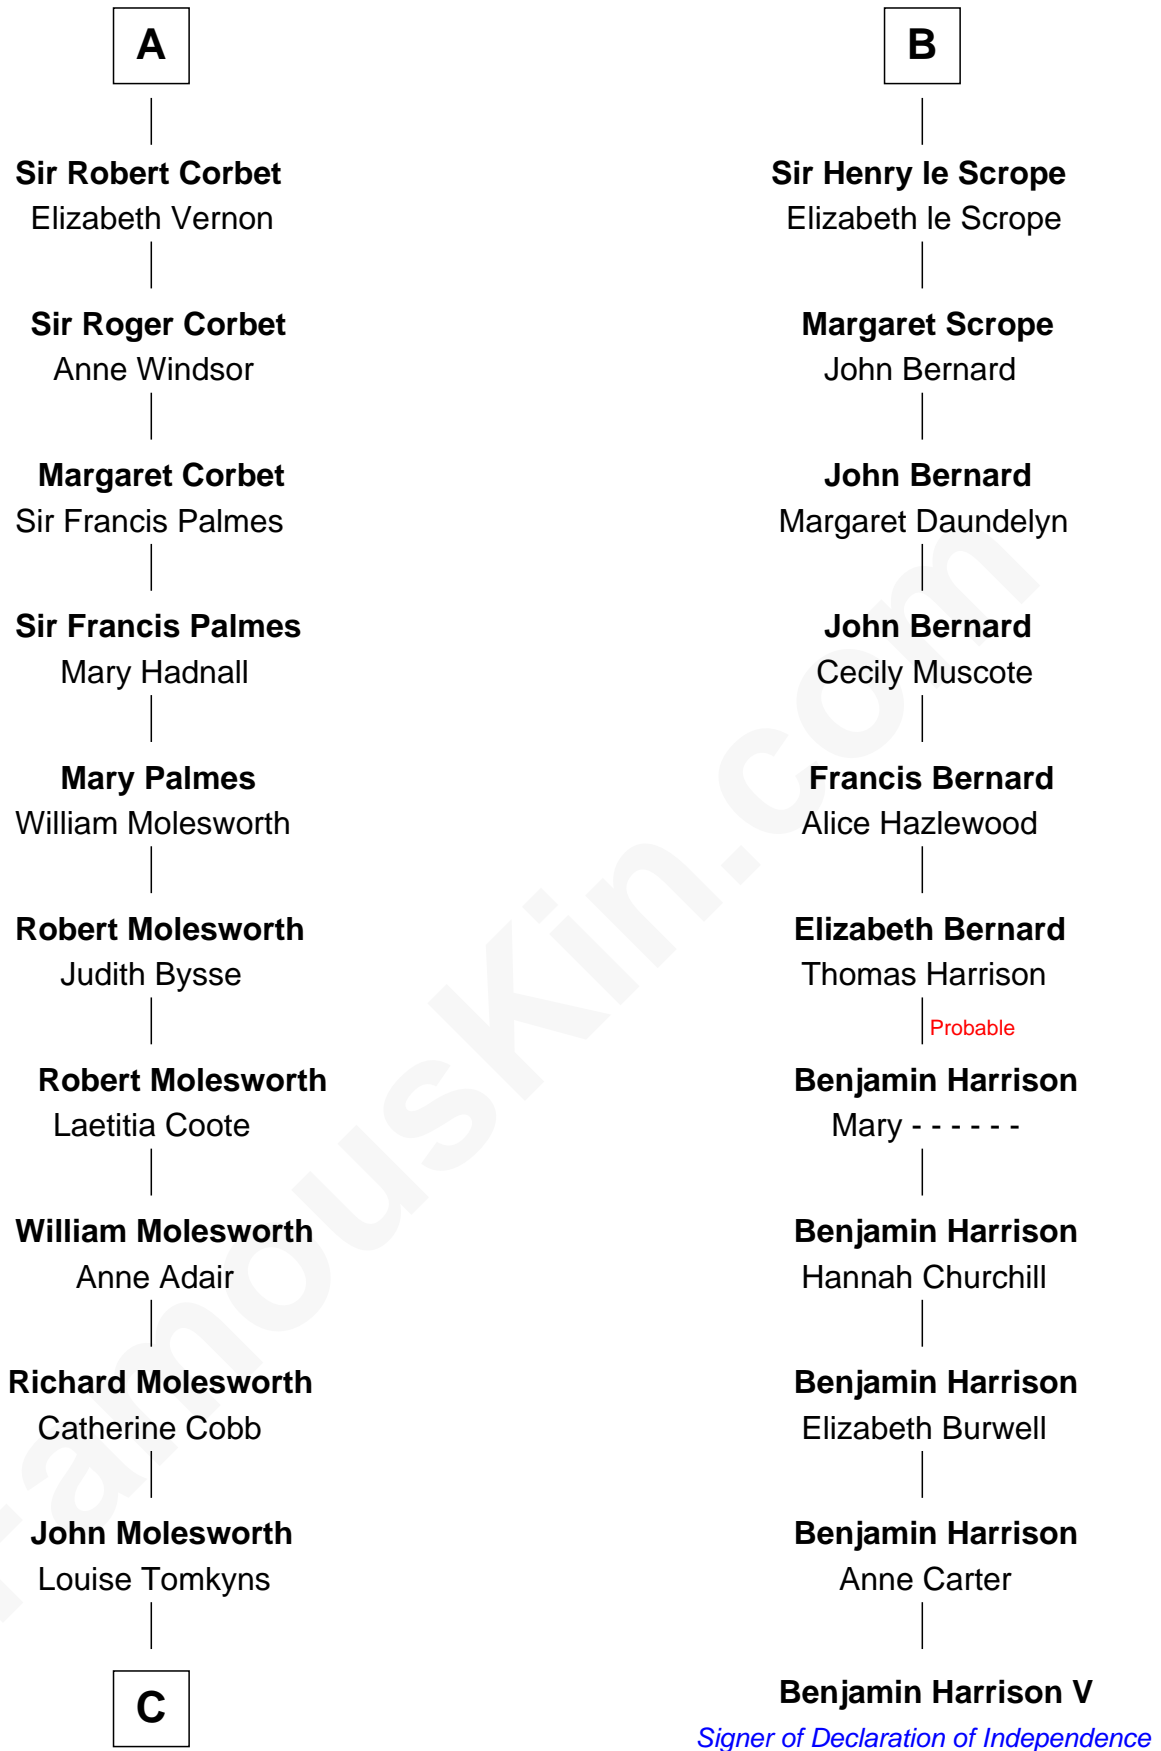 A
Sir Robert Corbet
Elizabeth Vernon
Sir Roger Corbet
Anne Windsor
Margaret Corbet
Sir Francis Palmes
Sir Francis Palmes
Mary Hadnall
Mary Palmes
William Molesworth
Robert Molesworth
Judith Bysse
Robert Molesworth
Laetitia Coote
William Molesworth
Anne Adair
Richard Molesworth
Catherine Cobb
John Molesworth
Louise Tomkyns
C
B
Sir Henry le Scrope
Elizabeth le Scrope
Margaret Scrope
John Bernard
John Bernard
Margaret Daundelyn
John Bernard
Cecily Muscote
Francis Bernard
Alice Hazlewood
Elizabeth Bernard
Thomas Harrison
Probable
Benjamin Harrison
Mary - - - - - -
Benjamin Harrison
Hannah Churchill
Benjamin Harrison
Elizabeth Burwell
Benjamin Harrison
Anne Carter
Benjamin Harrison V
Signer of Declaration of Independence
FamousKin.com